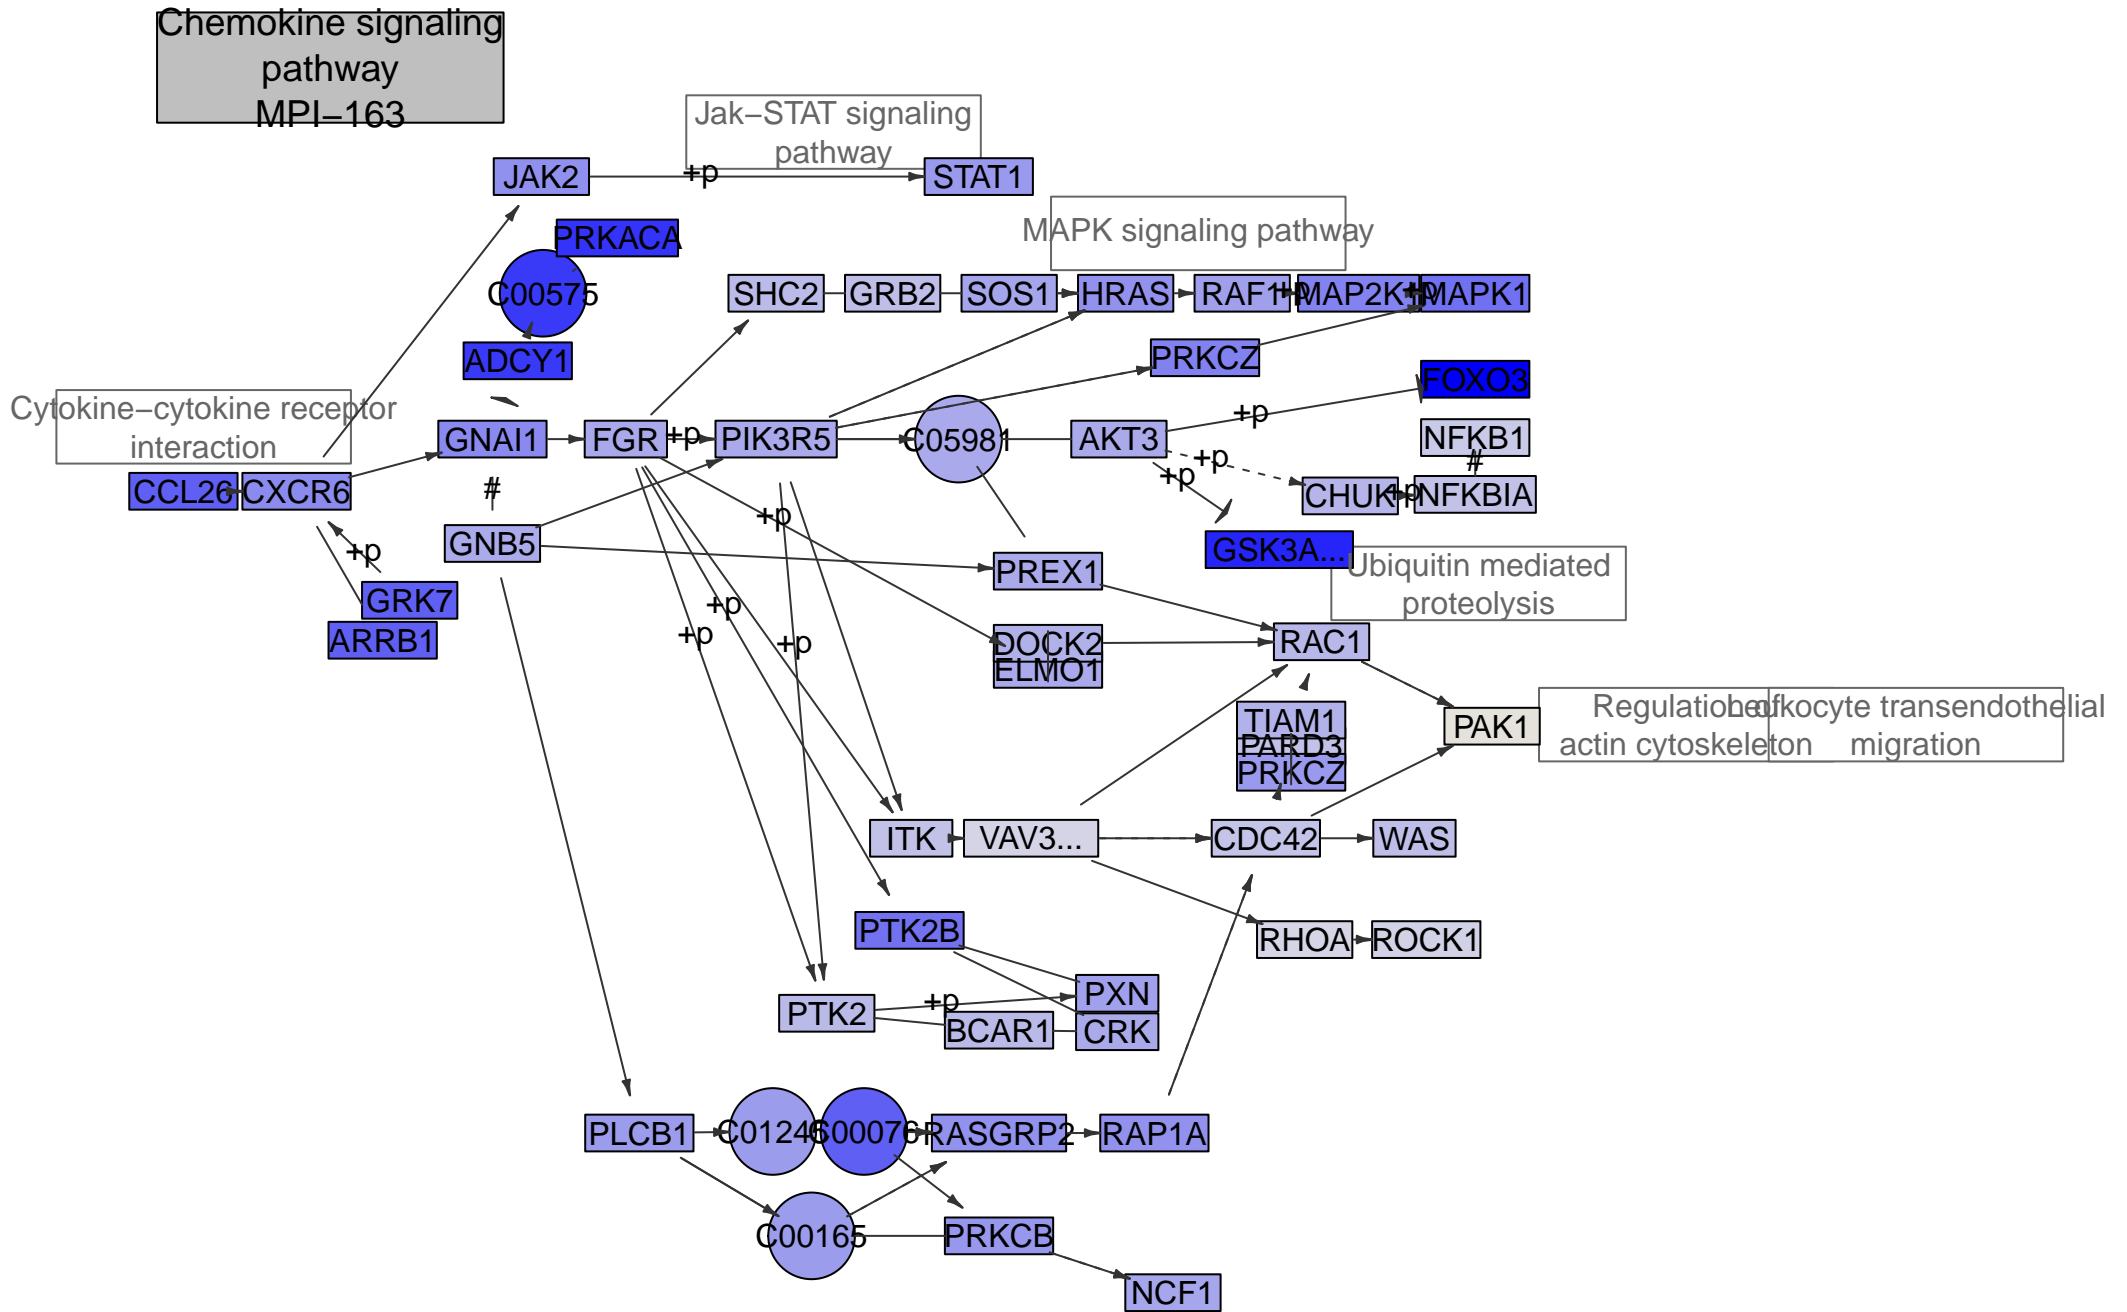 Chemokine signaling
pathway
MPI−163
Jak−STAT signaling
pathway
JAK2
+p
STAT1
PRKACA
MAPK signaling pathway
C00575
SHC2
GRB2
SOS1
HRAS
RAF1
+p
MAP2K1
+p
MAPK1
ADCY1
PRKCZ
FOXO3
Cytokine−cytokine receptor
interaction
+p
GNAI1
FGR
+p
PIK3R5
C05981
AKT3
NFKB1
+p
#
+p
CCL26
CXCR6
#
CHUK
+p
NFKBIA
+p
GNB5
+p
GSK3A...
Ubiquitin mediated
proteolysis
PREX1
GRK7
+p
ARRB1
+p
+p
DOCK2
ELMO1
RAC1
TIAM1
PARD3
PRKCZ
PAK1
Regulation of
actin cytoskeleton
Leukocyte transendothelial
migration
ITK
VAV3...
CDC42
WAS
PTK2B
RHOA
ROCK1
PTK2
+p
PXN
BCAR1
CRK
PLCB1
C01245
C00076
RASGRP2
RAP1A
C00165
PRKCB
NCF1